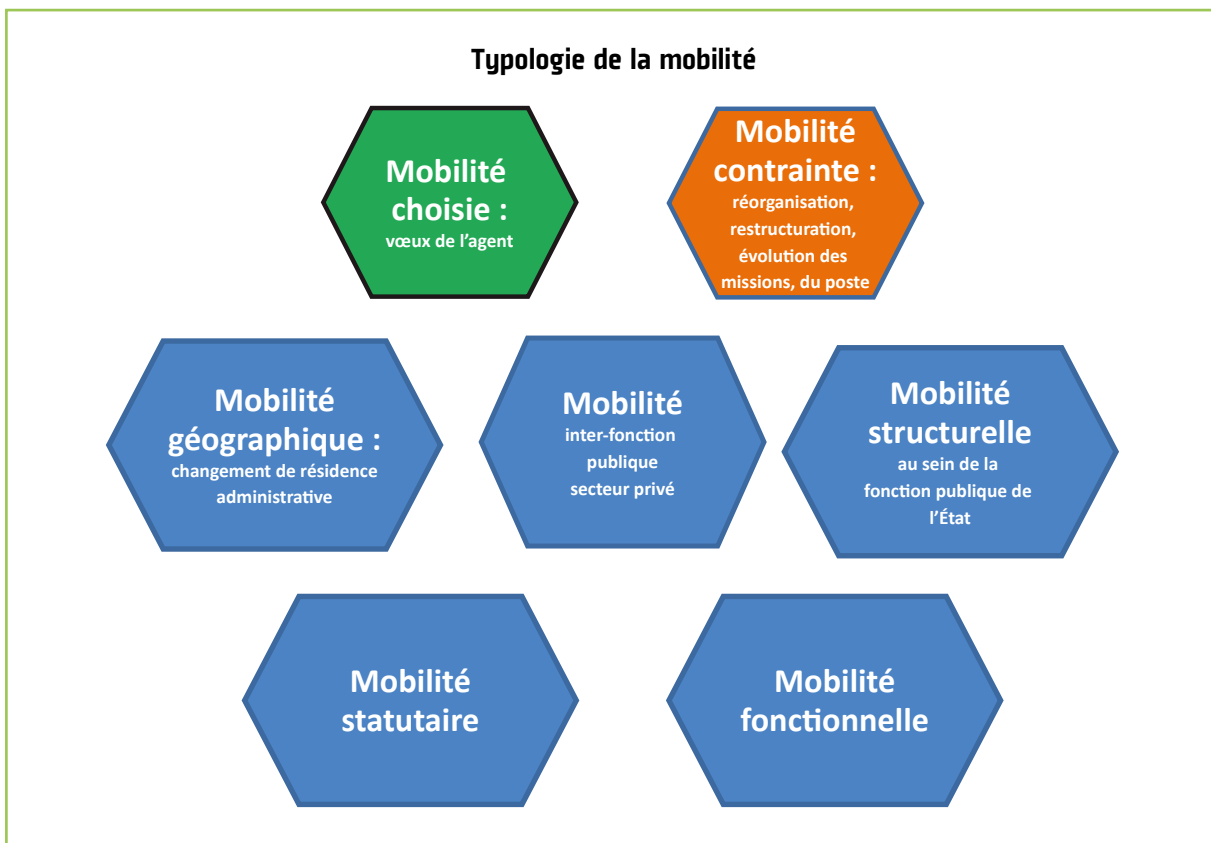 Typologie de la mobilité
Mobilité
choisie :
vœux de l’agent
Mobilité
contrainte :
réorganisation,
restructuration,
évolution des
missions, du poste
Mobilité
géographique :
changement de résidence
administrative
Mobilité
inter-fonction
publique
secteur privé
Mobilité
structurelle
au sein de la
fonction publique de
l’État
Mobilité
statutaire
Mobilité
fonctionnelle